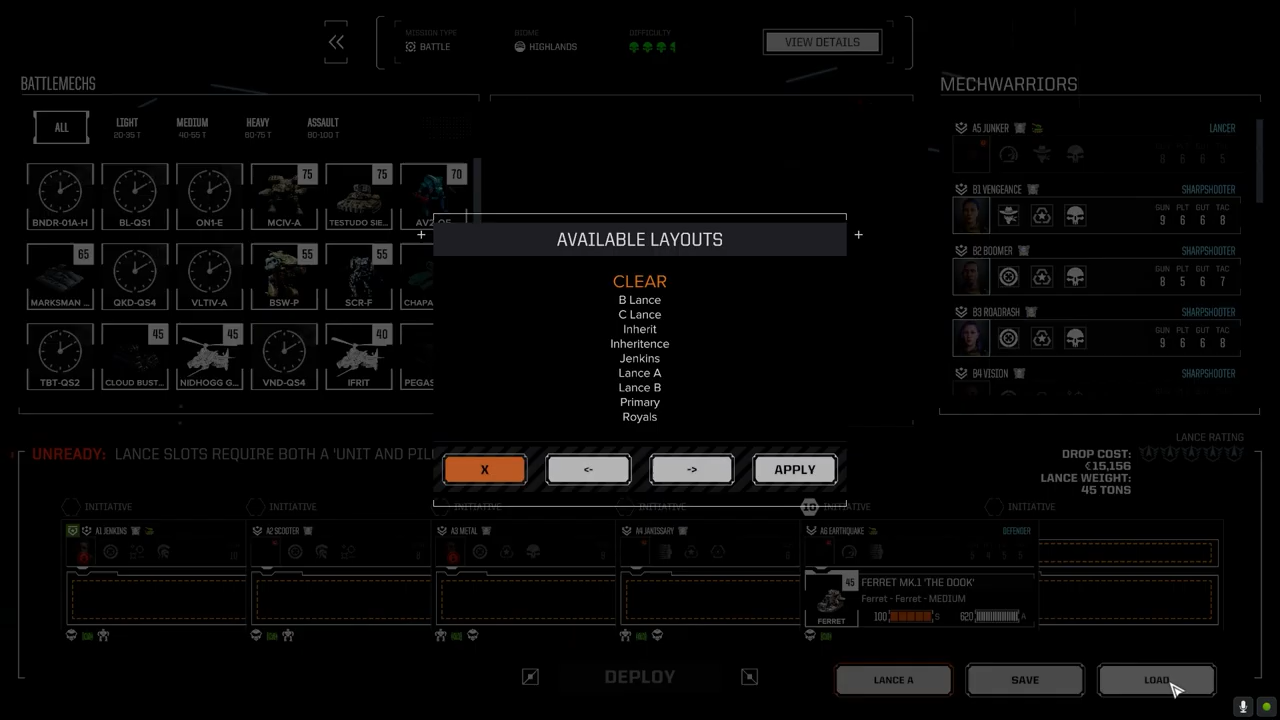 MISSION TYPE
BATTLE
BIOME
HIGHLANDS
DIFFICULTY
VIEW DETAILS
BATTLEMECHS
ALL
LIGHT
20-35 T
MEDIUM
40-55 T
HEAVY
60-75 T
ASSAULT
80-100 T
BNDR-01A-H
BL-QS1
ON1-E
75
MCIV-A
75
TESTUDO SIE...
70
65
MARKSMAN ...
QKD-QS4
VLTIV-A
55
BSW-P
55
SCR-F
CHAPA
TBT-QS2
45
CLOUD BUST...
45
NIDHOGG G...
VND-QS4
40
IFRIT
PEGAS
MECHWARRIORS
A5 JUNKER
LANCER
B1 VENGEANCE
SHARPSHOOTER
GUN PLT GUT TAC
9 6 6 8
B2 BOOMER
SHARPSHOOTER
GUN PLT GUT TAC
8 5 6 7
B3 ROADRASH
SHARPSHOOTER
GUN PLT GUT TAC
9 6 6 8
B4 VISION
SHARPSHOOTER
AVAILABLE LAYOUTS
CLEAR
B Lance
C Lance
Inherit
Inheritence
Jenkins
Lance A
Lance B
Primary
Royals
X
<-
->
APPLY
UNREADY: LANCE SLOTS REQUIRE BOTH A 'UNIT AND PIL
LANCE RATING
DROP COST:
¢15,156
LANCE WEIGHT:
45 TONS
INITIATIVE
INITIATIVE
INITIATIVE
INITIATIVE
INITIATIVE
INITIATIVE
A1 JENKINS
A2 SCOOTER
A3 METAL
A4 JANISSARY
A6 EARTHQUAKE
DEFENDER
45
FERRET
FERRET MK.1 'THE DOOK'
Ferret - Ferret - MEDIUM
100 S
620 A
DEPLOY
LANCE A
SAVE
LOAD